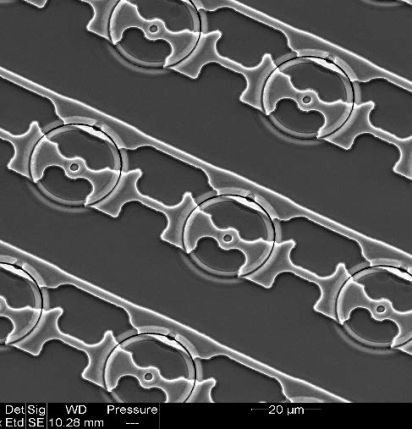 Det Sig WD Pressure 20 µm
x Etd SE 10.28 mm ---